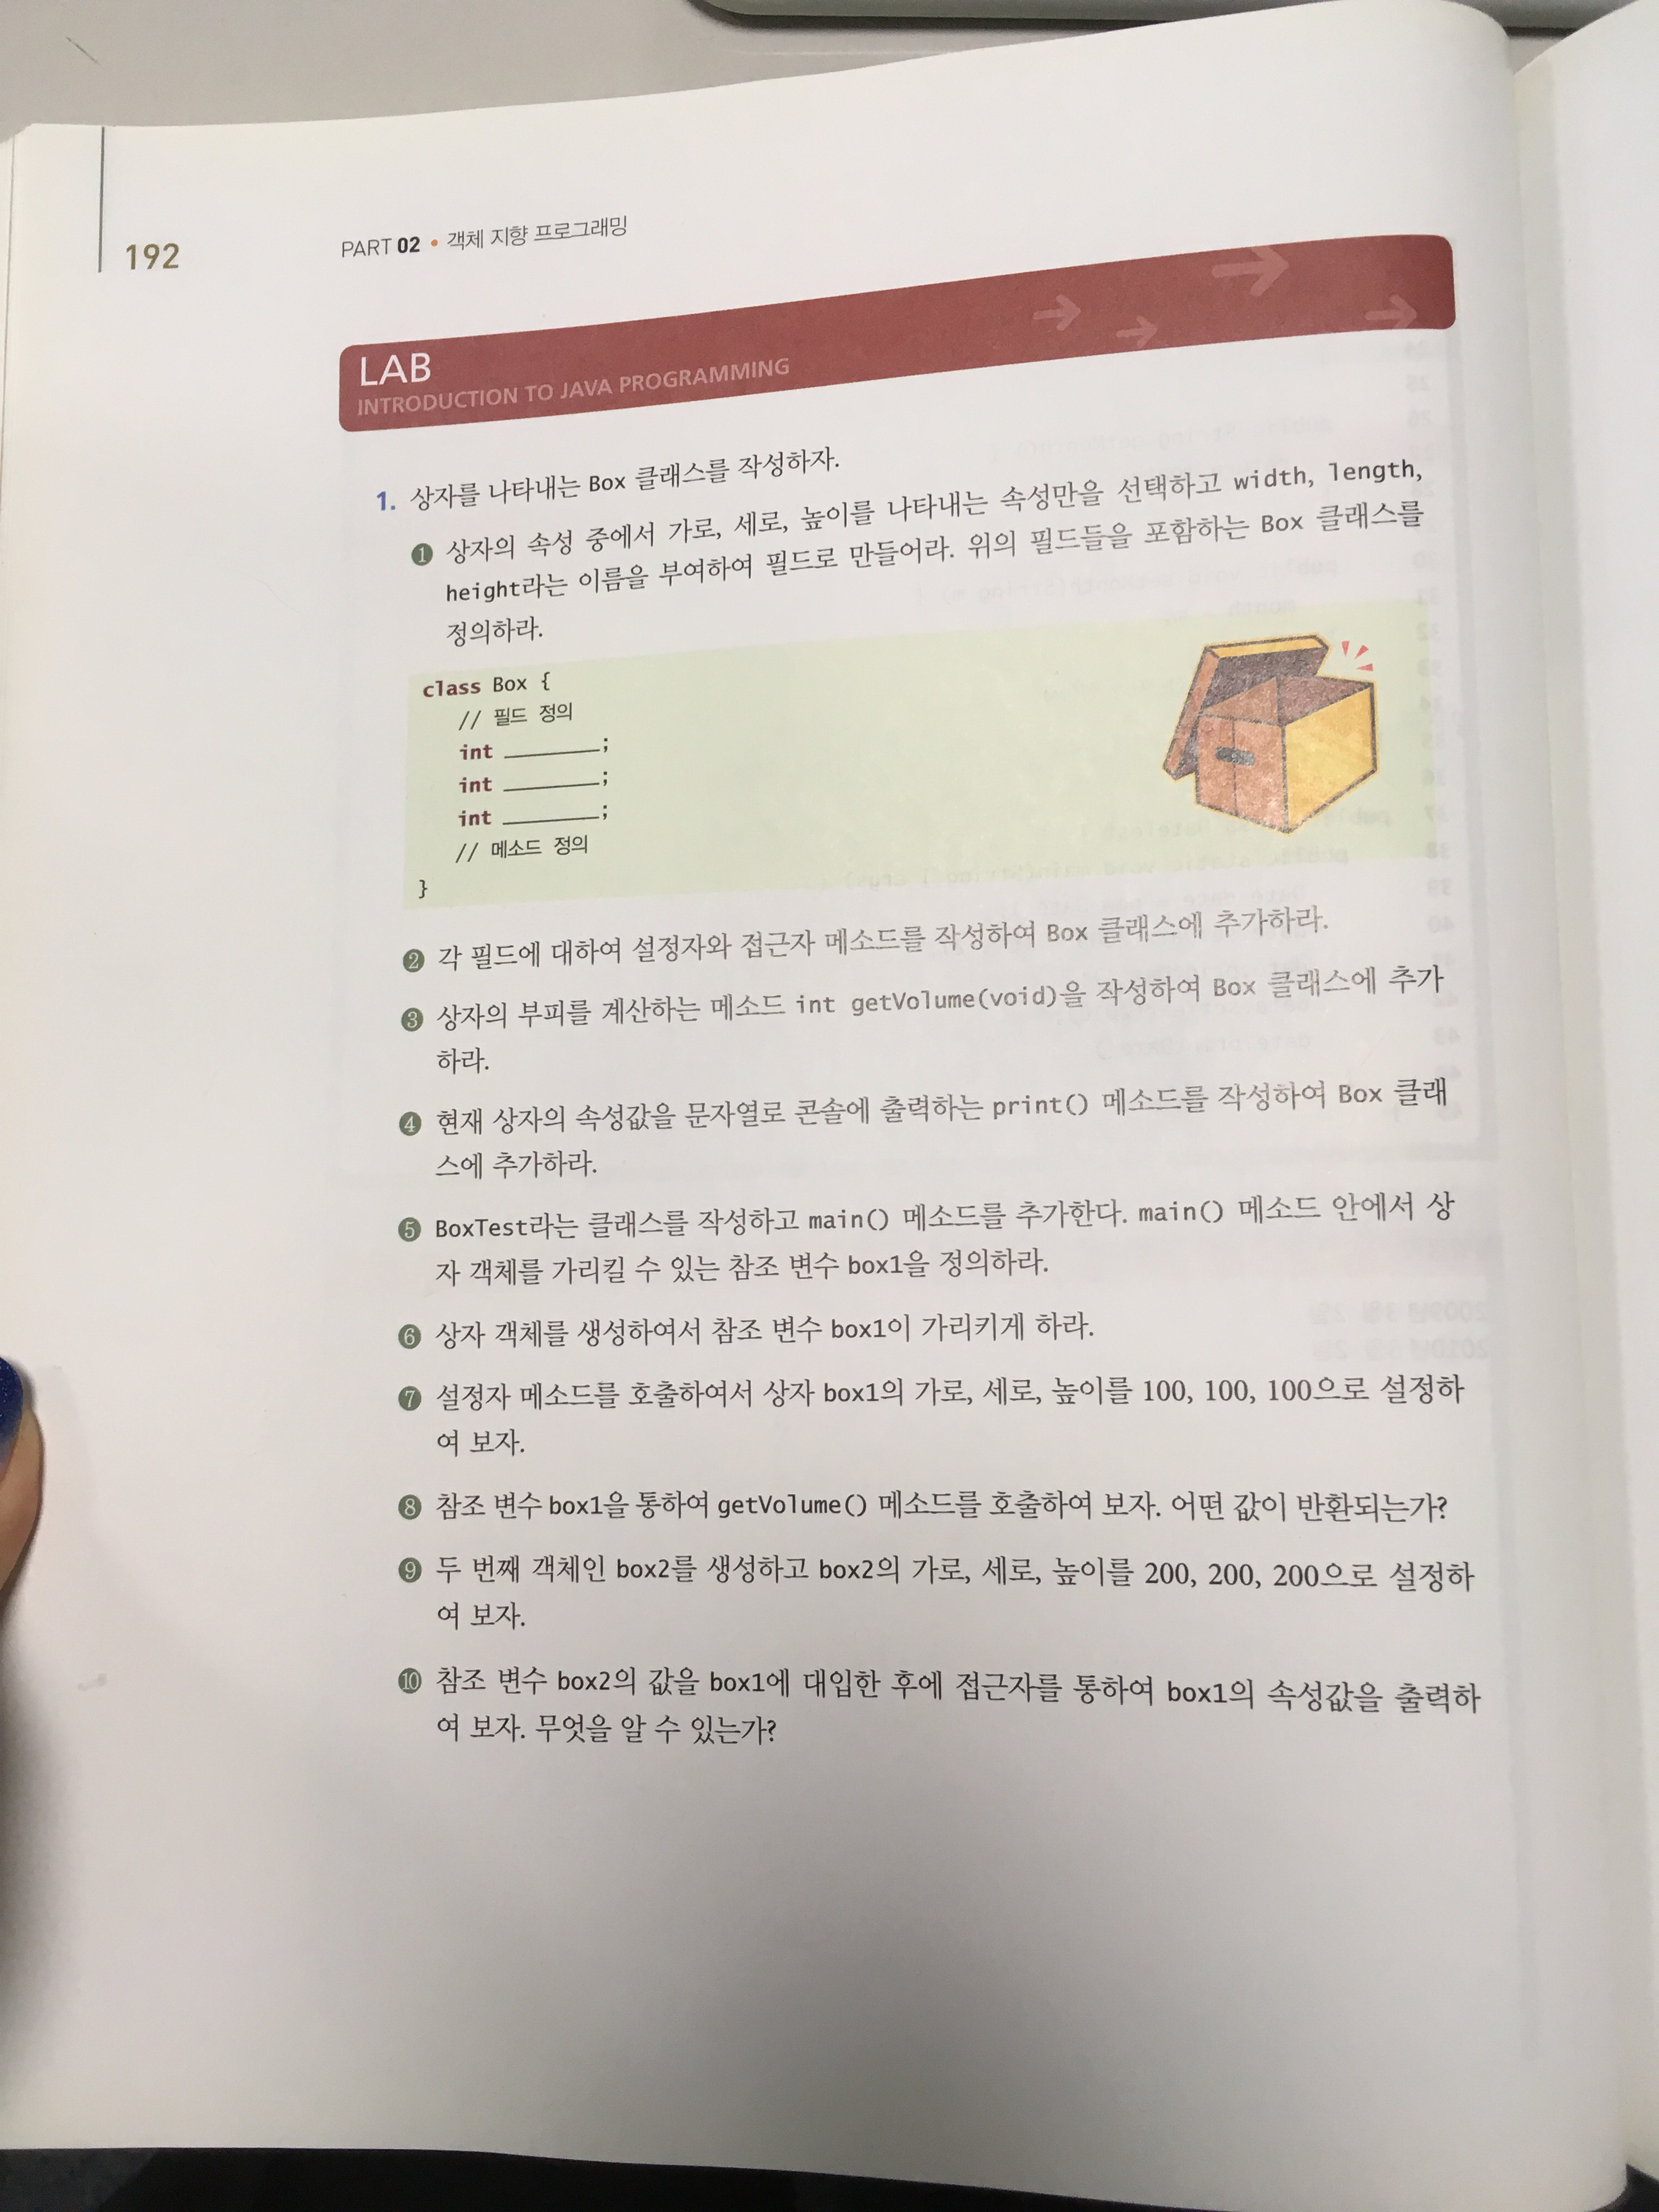 192
PART 02 • 객체 지향 프로그래밍
LAB
INTRODUCTION TO JAVA PROGRAMMING
1. 상자를 나타내는 Box 클래스를 작성하자.
❶ 상자의 속성 중에서 가로, 세로, 높이를 나타내는 속성만을 선택하고 width, length,
height라는 이름을 부여하여 필드로 만들어라. 위의 필드들을 포함하는 Box 클래스를
정의하라.
class Box {
// 필드 정의
int ________;
int ________;
int ________;
// 메소드 정의
}
❷ 각 필드에 대하여 설정자와 접근자 메소드를 작성하여 Box 클래스에 추가하라.
❸ 상자의 부피를 계산하는 메소드 int getVolume(void)을 작성하여 Box 클래스에 추가
하라.
❹ 현재 상자의 속성값을 문자열로 콘솔에 출력하는 print() 메소드를 작성하여 Box 클래
스에 추가하라.
❺ BoxTest라는 클래스를 작성하고 main() 메소드를 추가한다. main() 메소드 안에서 상
자 객체를 가리킬 수 있는 참조 변수 box1을 정의하라.
❻ 상자 객체를 생성하여서 참조 변수 box1이 가리키게 하라.
❼ 설정자 메소드를 호출하여서 상자 box1의 가로, 세로, 높이를 100, 100, 100으로 설정하
여 보자.
❽ 참조 변수 box1을 통하여 getVolume() 메소드를 호출하여 보자. 어떤 값이 반환되는가?
❾ 두 번째 객체인 box2를 생성하고 box2의 가로, 세로, 높이를 200, 200, 200으로 설정하
여 보자.
❿ 참조 변수 box2의 값을 box1에 대입한 후에 접근자를 통하여 box1의 속성값을 출력하
여 보자. 무엇을 알 수 있는가?